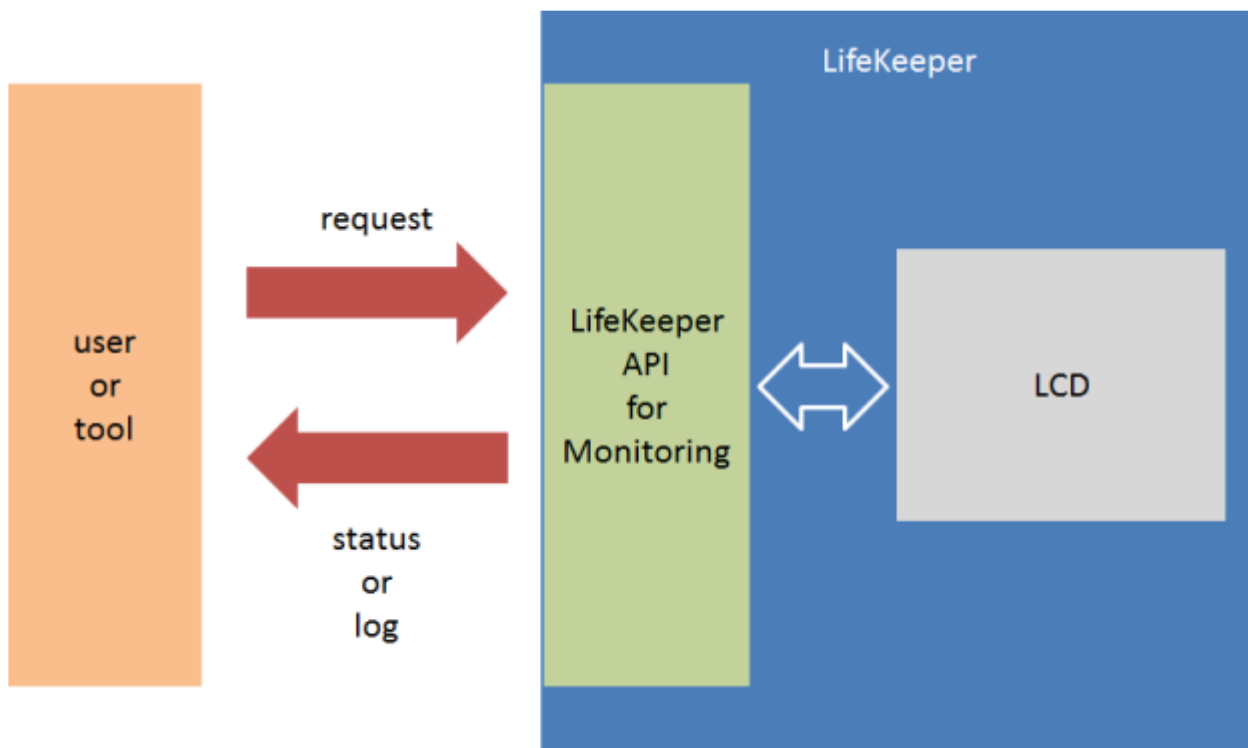 LifeKeeper
request
user
or
tool
LifeKeeper
API
for
Monitoring
LCD
status
or
log